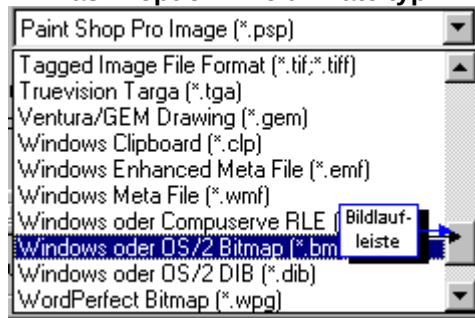 Paint Shop Pro Image (*.psp)
Tagged Image File Format (*.tif;*.tiff)
Truevision Targa (*.tga)
Ventura/GEM Drawing (*.gem)
Windows Clipboard (*.clp)
Windows Enhanced Meta File (*.emf)
Windows Meta File (*.wmf)
Windows oder Compuserve RLE (
Bildlauf-
leiste
Windows oder OS/2 Bitmap (*.bm
Windows oder OS/2 DIB (*.dib)
WordPerfect Bitmap (*.wpg)